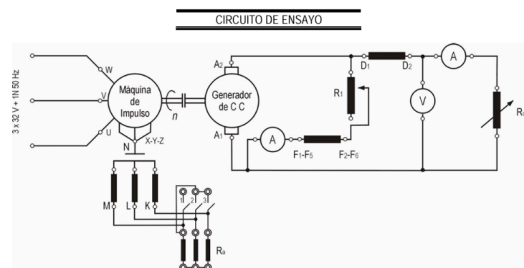 CIRCUITO DE ENSAYO
3 x 32 V + 1N 50 Hz
W
V
U
Máquina
de
Impulso
n
N
X-Y-Z
A2
Generador
de C C
A1
R1
D1
D2
A
V
A
F1-F5
F2-F6
M
L
K
1
2
3